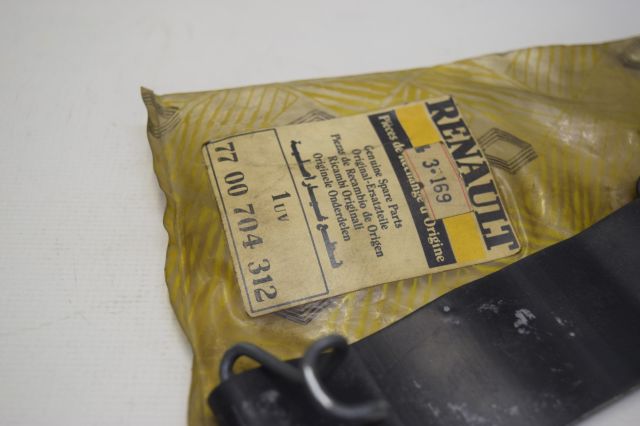 RENAULT
Pièces de Rechange d'Origine
3·169
Genuine Spare Parts
Original-Ersatzteile
Piezas de Recambio de Origen
Ricambi Originali
Originele Onderdelen
1 UV
77 00 704 312